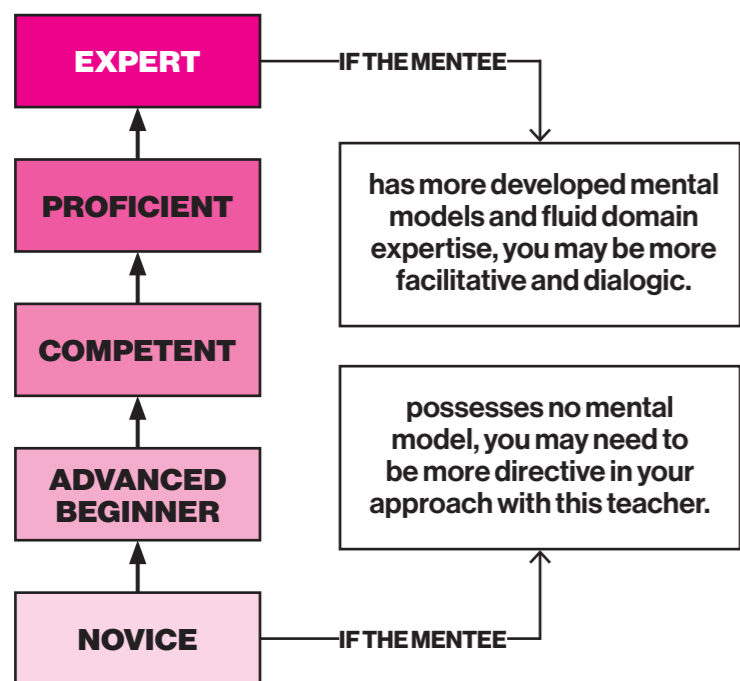 EXPERT
IF THE MENTEE
has more developed mental
models and fluid domain
expertise, you may be more
facilitative and dialogic.
PROFICIENT
COMPETENT
possesses no mental
model, you may need to
be more directive in your
approach with this teacher.
ADVANCED
BEGINNER
NOVICE
IF THE MENTEE